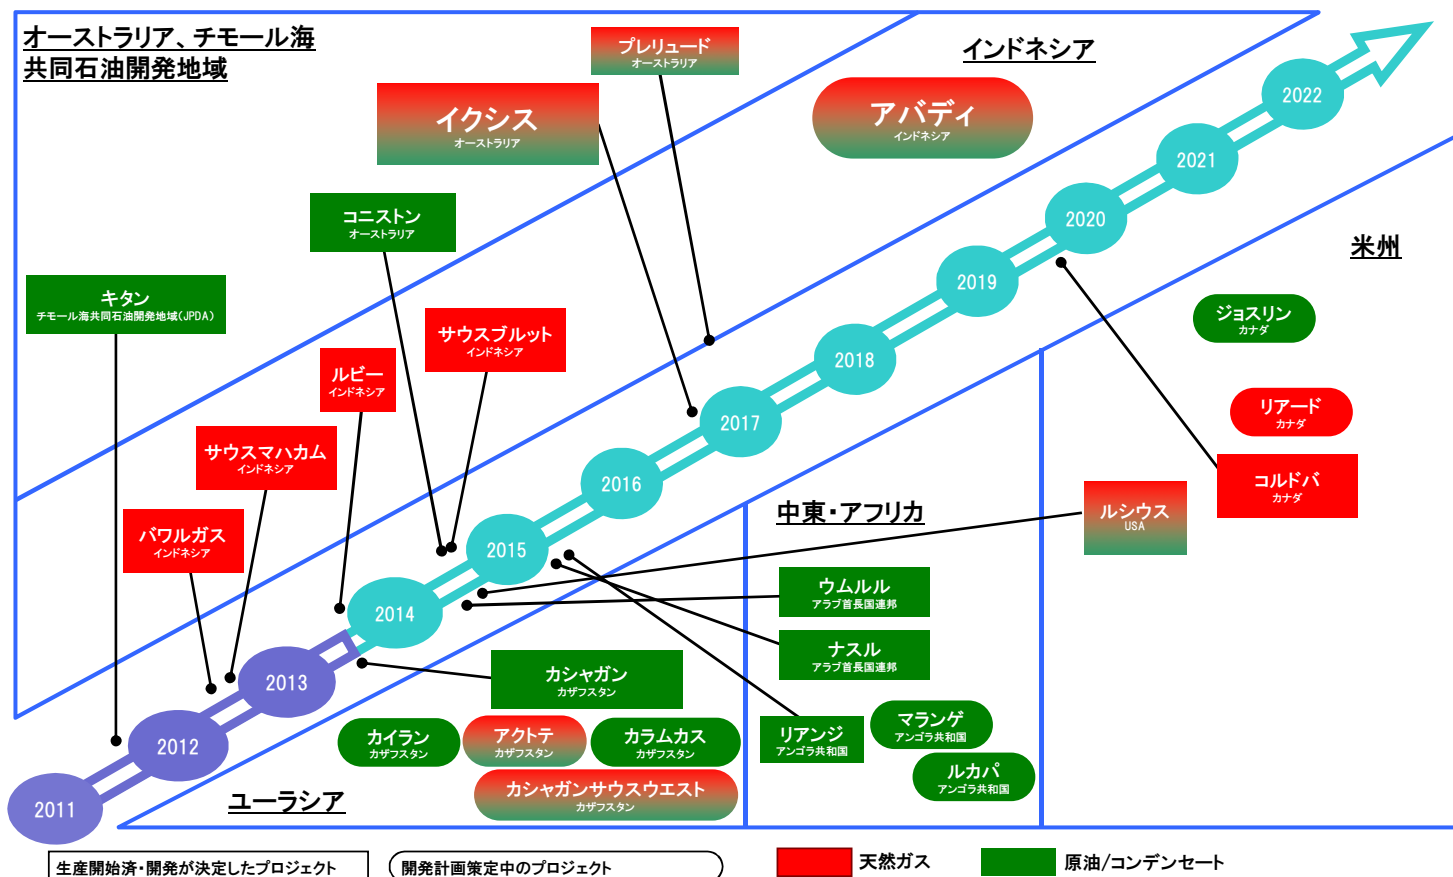 オーストラリア、チモール海
共同石油開発地域
プレリュード
オーストラリア
インドネシア
イクシス
オーストラリア
アバディ
インドネシア
2022
2021
2020
2019
2018
2017
2016
2015
2014
2013
2012
2011
コニストン
オーストラリア
米州
キタン
チモール海共同石油開発地域(JPDA)
サウスブルット
インドネシア
ルビー
インドネシア
サウスマハカム
インドネシア
バワルガス
インドネシア
ジョスリン
カナダ
リアード
カナダ
コルドバ
カナダ
ルシウス
USA
中東・アフリカ
ウムルル
アラブ首長国連邦
ナスル
アラブ首長国連邦
リアンジ
アンゴラ共和国
マランゲ
アンゴラ共和国
ルカパ
アンゴラ共和国
カシャガン
カザフスタン
カイラン
カザフスタン
アクトテ
カザフスタン
カラムカス
カザフスタン
カシャガンサウスウエスト
カザフスタン
ユーラシア
生産開始済・開発が決定したプロジェクト
開発計画策定中のプロジェクト
天然ガス
原油/コンデンセート